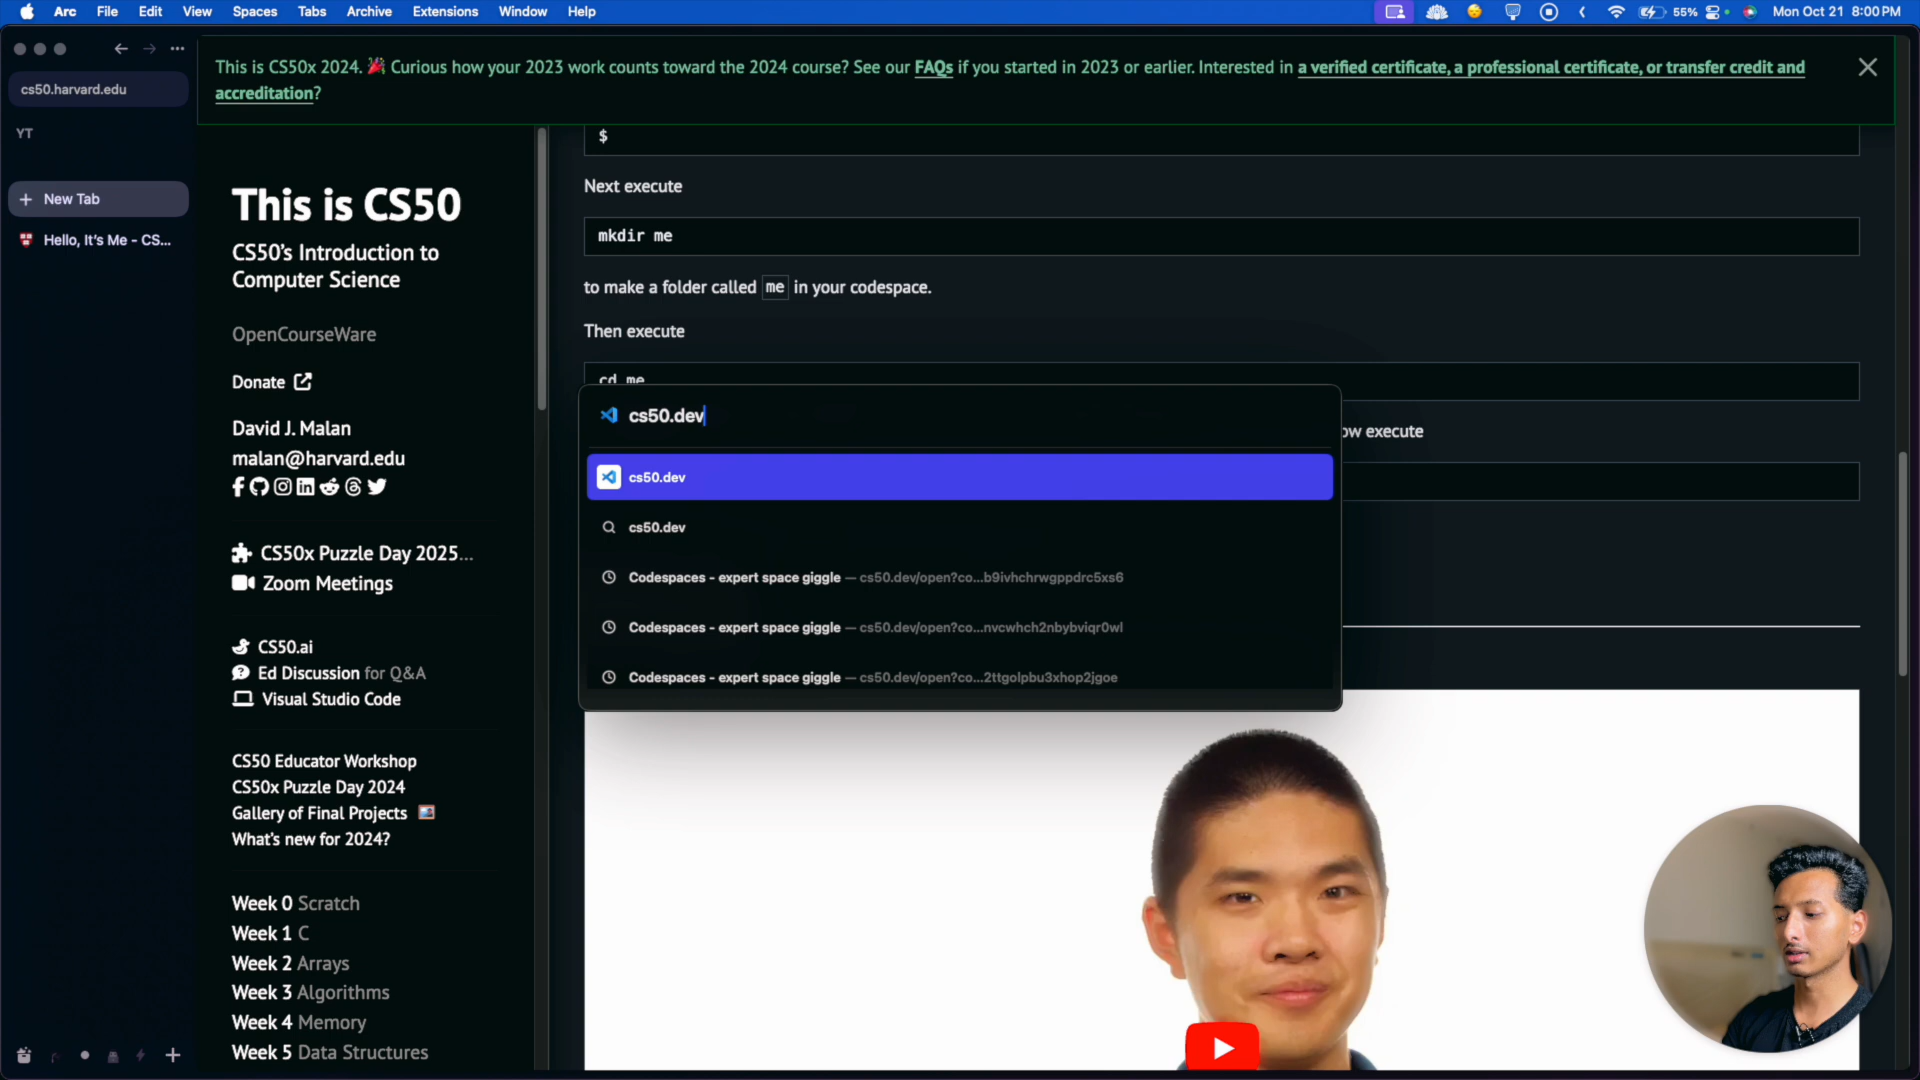 Arc File Edit View Spaces Tabs Archive Extensions Window Help
55% Mon Oct 21 8:00 PM
cs50.harvard.edu
YT
New Tab
Hello, It's Me - CS...
This is CS50x 2024. 🎉 Curious how your 2023 work counts toward the 2024 course? See our FAQs if you started in 2023 or earlier. Interested in a verified certificate, a professional certificate, or transfer credit and
accreditation?
This is CS50
CS50's Introduction to
Computer Science
OpenCourseWare
Donate
David J. Malan
malan@harvard.edu
CS50x Puzzle Day 2025...
Zoom Meetings
CS50.ai
Ed Discussion for Q&A
Visual Studio Code
CS50 Educator Workshop
CS50x Puzzle Day 2024
Gallery of Final Projects
What's new for 2024?
Week 0 Scratch
Week 1 C
Week 2 Arrays
Week 3 Algorithms
Week 4 Memory
Week 5 Data Structures
$
Next execute
mkdir me
to make a folder called me in your codespace.
Then execute
cd me
ow execute
cs50.dev
cs50.dev
cs50.dev
Codespaces - expert space giggle — cs50.dev/open?co...b9ivhchrwgppdrc5xs6
Codespaces - expert space giggle — cs50.dev/open?co...nvcwhch2nbybviqr0wl
Codespaces - expert space giggle — cs50.dev/open?co...2ttgolpbu3xhop2jgoe